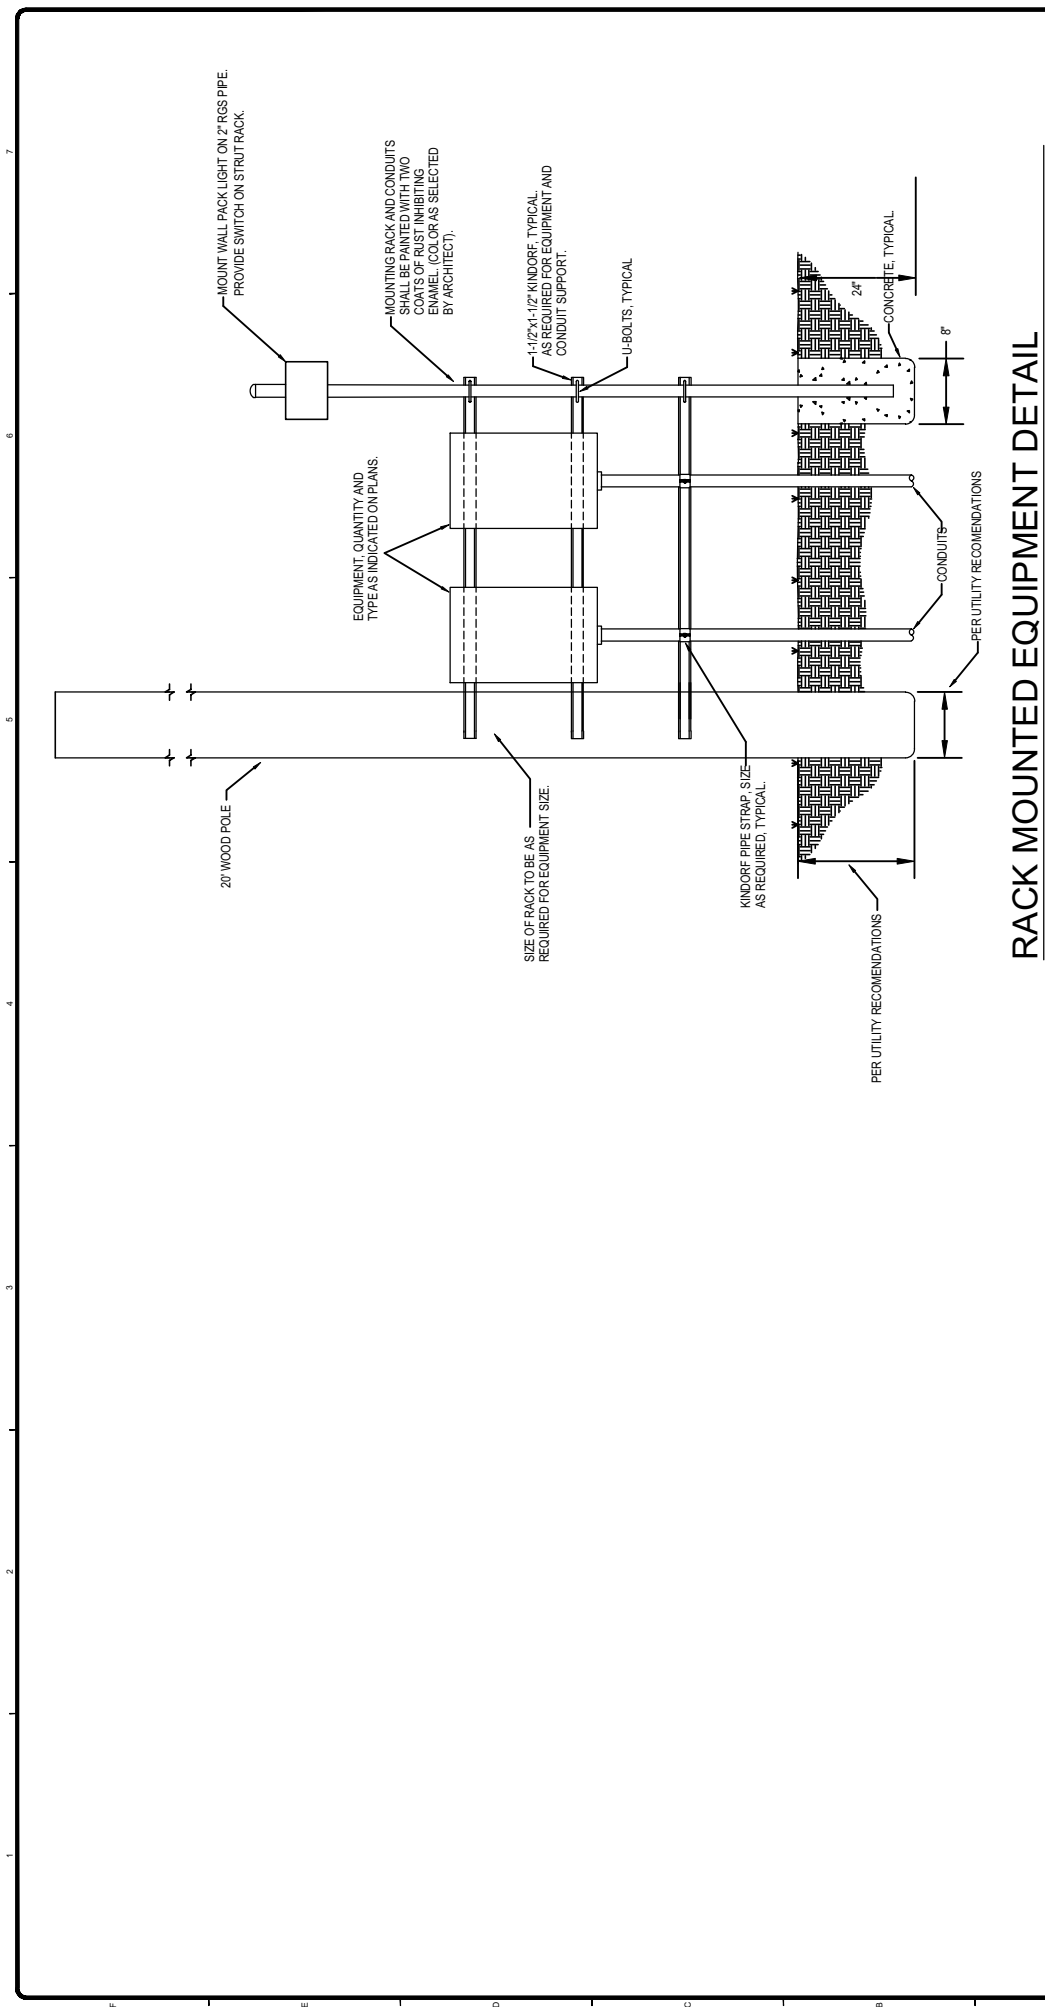 MOUNT WALL PACK LIGHT ON 2" RGS PIPE.
PROVIDE SWITCH ON STRUT RACK.
MOUNTING RACK AND CONDUITS
SHALL BE PAINTED WITH TWO
COATS OF RUST INHIBITING
ENAMEL. (COLOR AS SELECTED
BY ARCHITECT).
EQUIPMENT, QUANTITY AND
TYPE AS INDICATED ON PLANS.
1-1/2"x1-1/2" KINDORF, TYPICAL.
AS REQUIRED FOR EQUIPMENT AND
CONDUIT SUPPORT.
U-BOLTS, TYPICAL
20' WOOD POLE
SIZE OF RACK TO BE AS
REQUIRED FOR EQUIPMENT SIZE.
KINDORF PIPE STRAP, SIZE
AS REQUIRED, TYPICAL.
24"
CONCRETE, TYPICAL.
8"
CONDUITS
PER UTILITY RECOMENDATIONS
PER UTILITY RECOMENDATIONS
RACK MOUNTED EQUIPMENT DETAIL
1
2
3
4
5
6
7
F
E
D
C
B